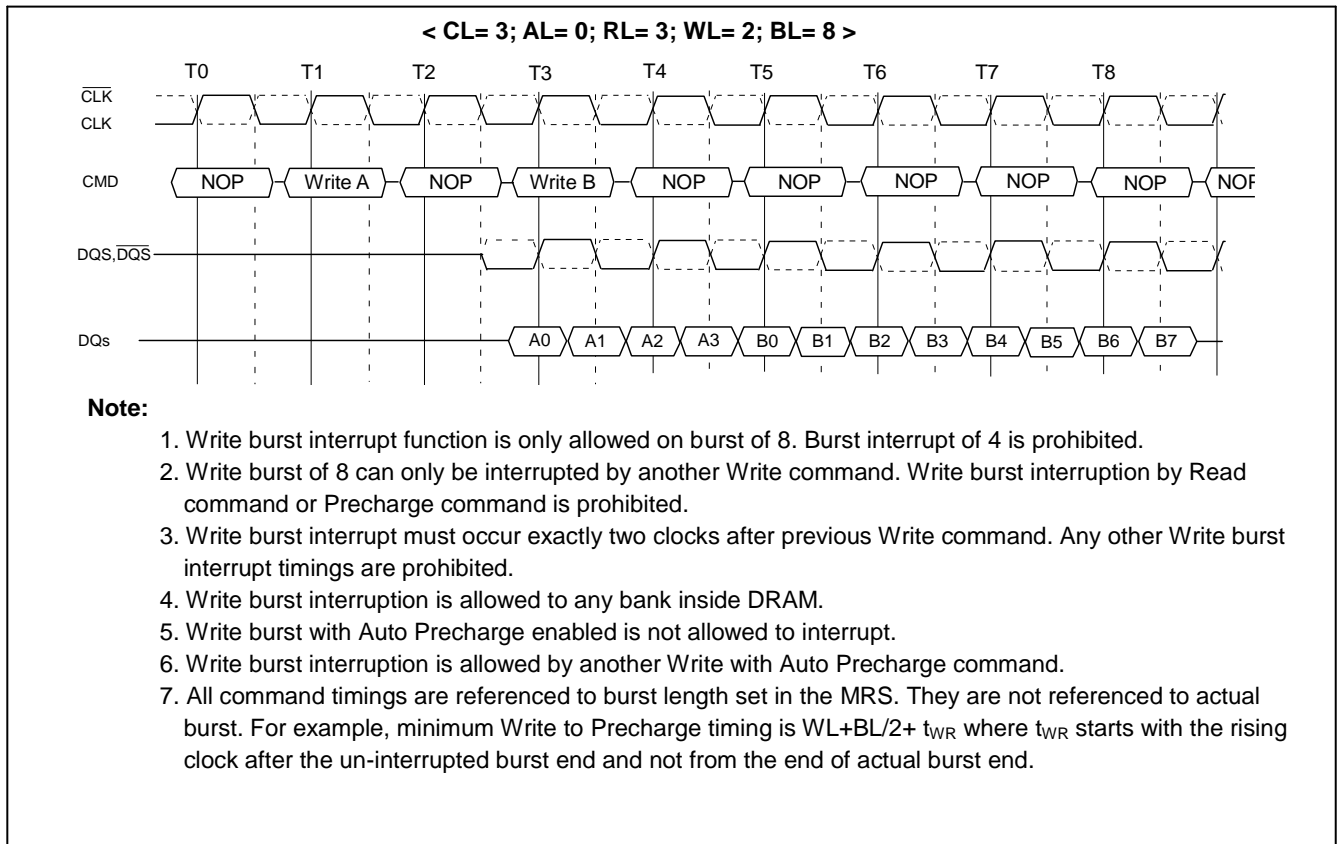 < CL= 3; AL= 0; RL= 3; WL= 2; BL= 8 >
T0 T1 T2 T3 T4 T5 T6 T7 T8
CLK
CLK
CMD NOP Write A NOP Write B NOP NOP NOP NOP NOP NOP
DQS,DQS
DQs A0 A1 A2 A3 B0 B1 B2 B3 B4 B5 B6 B7
Note:
1. Write burst interrupt function is only allowed on burst of 8. Burst interrupt of 4 is prohibited.
2. Write burst of 8 can only be interrupted by another Write command. Write burst interruption by Read
command or Precharge command is prohibited.
3. Write burst interrupt must occur exactly two clocks after previous Write command. Any other Write burst
interrupt timings are prohibited.
4. Write burst interruption is allowed to any bank inside DRAM.
5. Write burst with Auto Precharge enabled is not allowed to interrupt.
6. Write burst interruption is allowed by another Write with Auto Precharge command.
7. All command timings are referenced to burst length set in the MRS. They are not referenced to actual
burst. For example, minimum Write to Precharge timing is WL+BL/2+ tWR where tWR starts with the rising
clock after the un-interrupted burst end and not from the end of actual burst end.